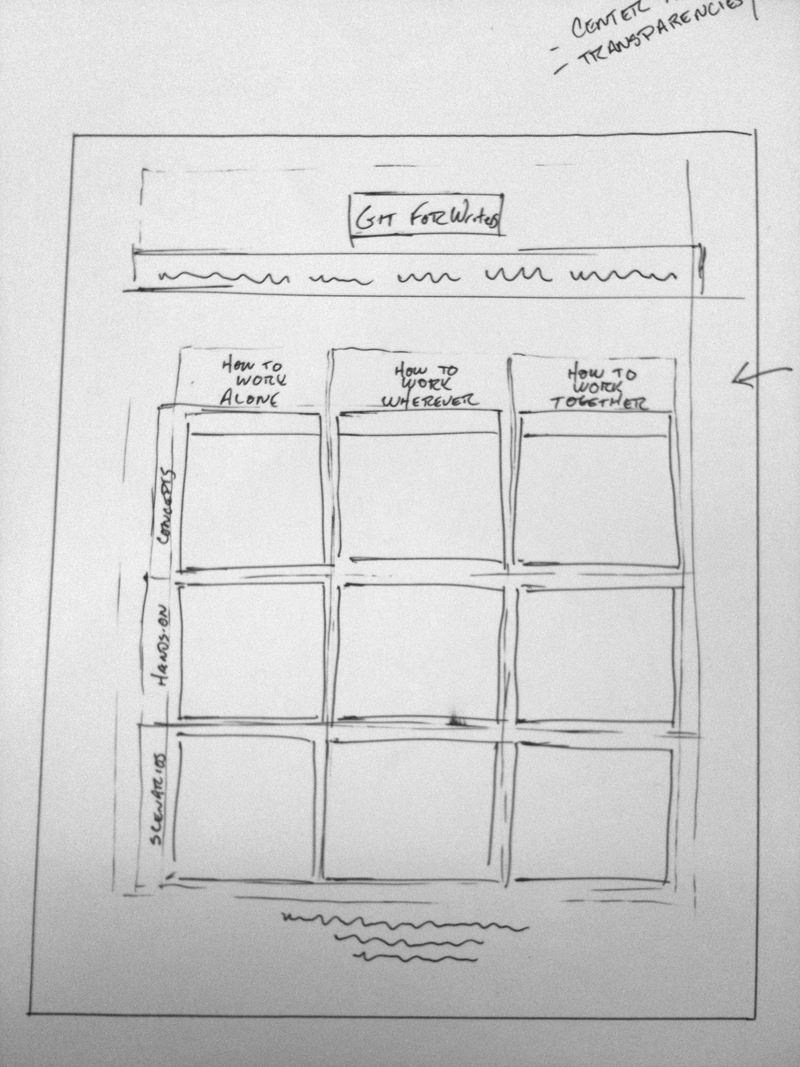 - CENTER
- TRANSPARENCIES
GIT FOR Writers
HOW TO
WORK
ALONE
HOW TO
WORK
WHEREVER
HOW TO
WORK
TOGETHER
CONCEPTS
HANDS-ON
SCENARIOS